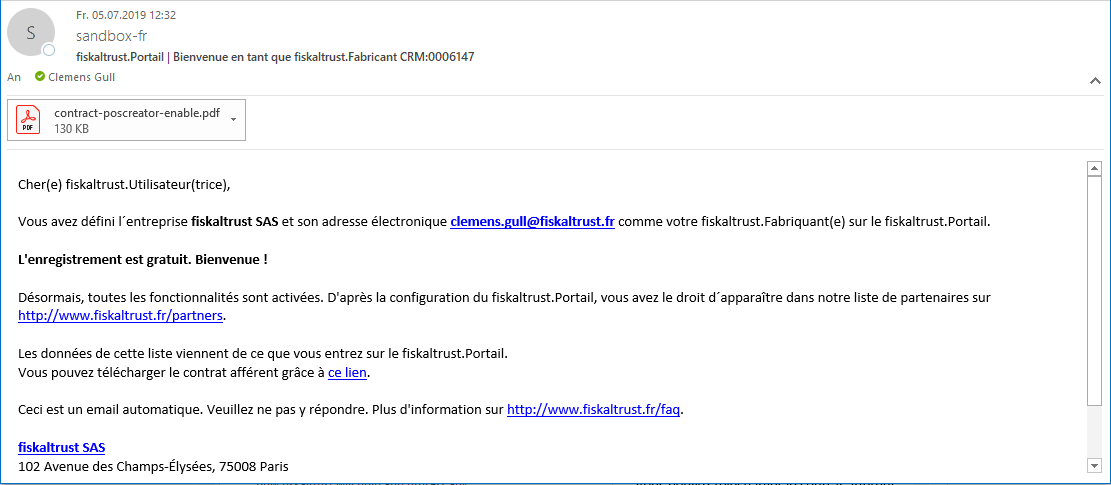 Fr. 05.07.2019 12:32
S
sandbox-fr
fiskaltrust.Portail | Bienvenue en tant que fiskaltrust.Fabricant CRM:0006147
An Clemens Gull
contract-poscreator-enable.pdf
PDF
130 KB
Cher(e) fiskaltrust.Utilisateur(trice),
Vous avez défini l´entreprise fiskaltrust SAS et son adresse électronique clemens.gull@fiskaltrust.fr comme votre fiskaltrust.Fabriquant(e) sur le fiskaltrust.Portail.
L'enregistrement est gratuit. Bienvenue !
Désormais, toutes les fonctionnalités sont activées. D'après la configuration du fiskaltrust.Portail, vous avez le droit d´apparaître dans notre liste de partenaires sur
http://www.fiskaltrust.fr/partners.
Les données de cette liste viennent de ce que vous entrez sur le fiskaltrust.Portail.
Vous pouvez télécharger le contrat afférent grâce à ce lien.
Ceci est un email automatique. Veuillez ne pas y répondre. Plus d'information sur http://www.fiskaltrust.fr/faq.
fiskaltrust SAS
102 Avenue des Champs-Élysées, 75008 Paris